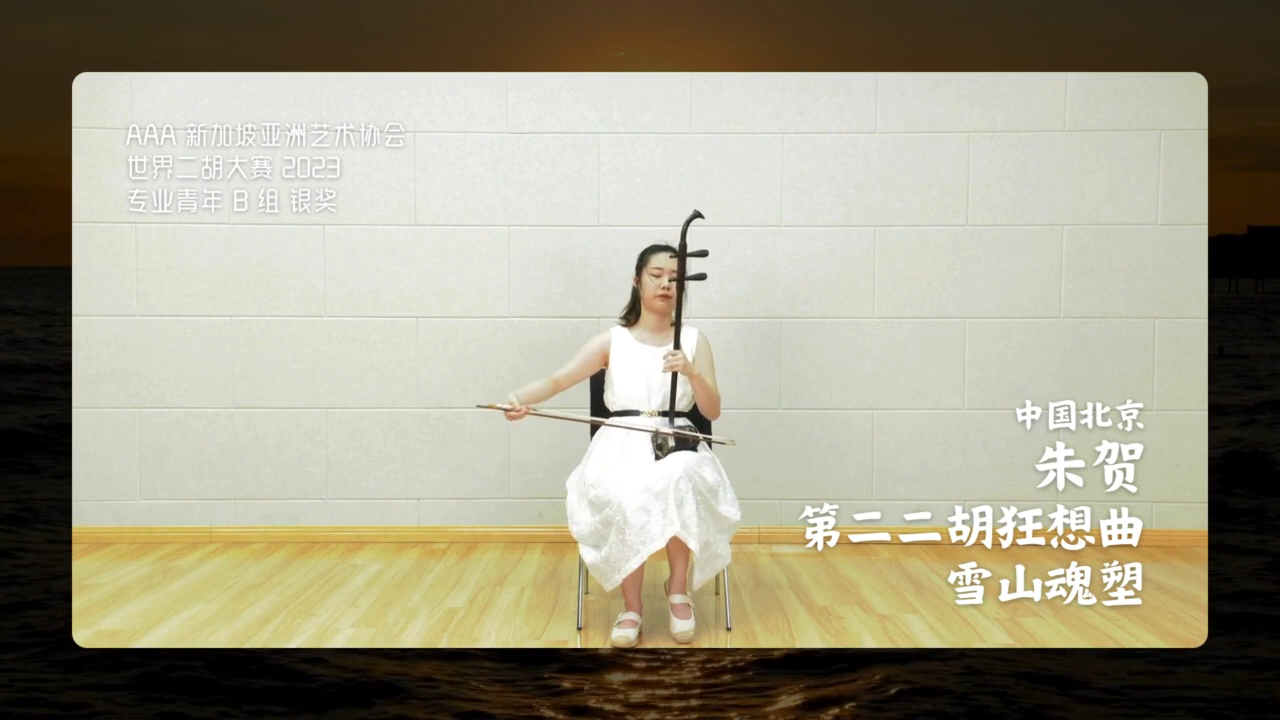 AAA 新加坡亚洲艺术协会
世界二胡大赛 2023
专业青年 B 组 银奖
中国北京
朱贺
第二二胡狂想曲
雪山魂塑